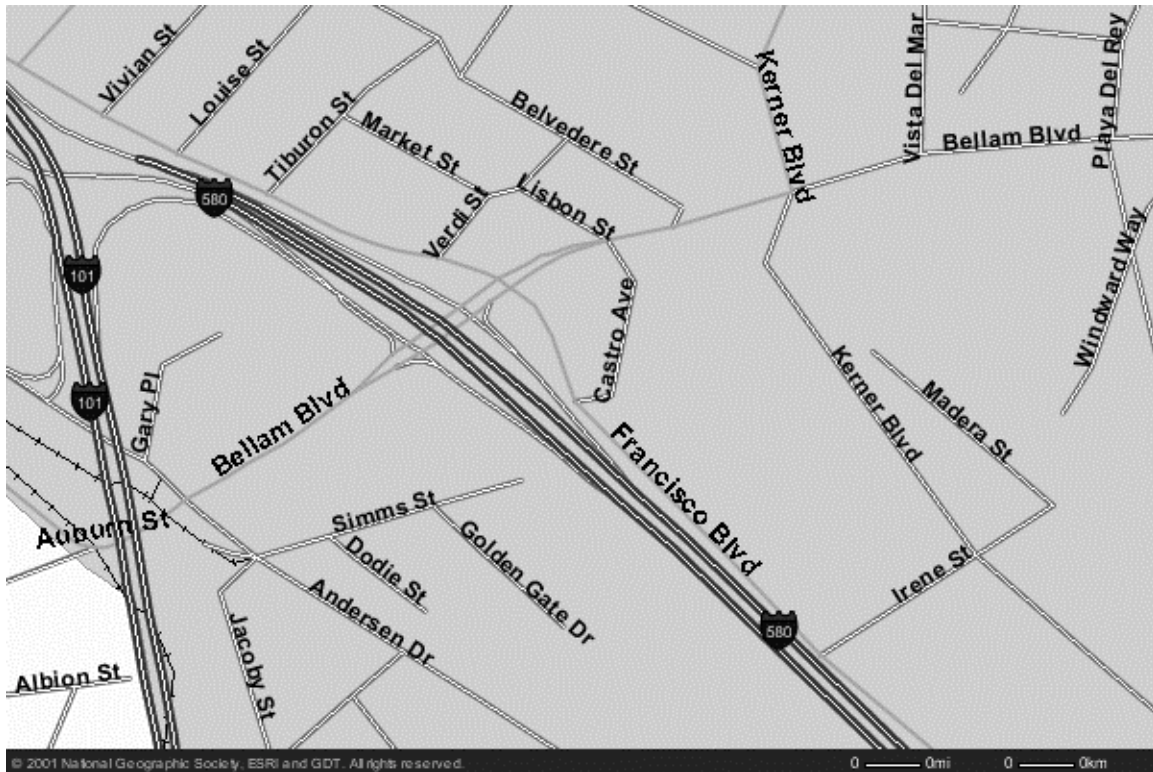 Vivian St
Louise St
Tiburon St
Market St
Belvedere St
Verdi St
Lisbon St
Kerner Blvd
Vista Del Mar
Playa Del Rey
Bellam Blvd
580
101
Castro Ave
Windward Way
101
Gary Pl
Bellam Blvd
Francisco Blvd
Kerner Blvd
Madera St
Auburn St
Simms St
Dodie St
Golden Gate Dr
Irene St
Andersen Dr
580
Jacoby St
Albion St
© 2001 National Geographic Society, ESRI and GDT. All rights reserved.
0 0mi 0 0km